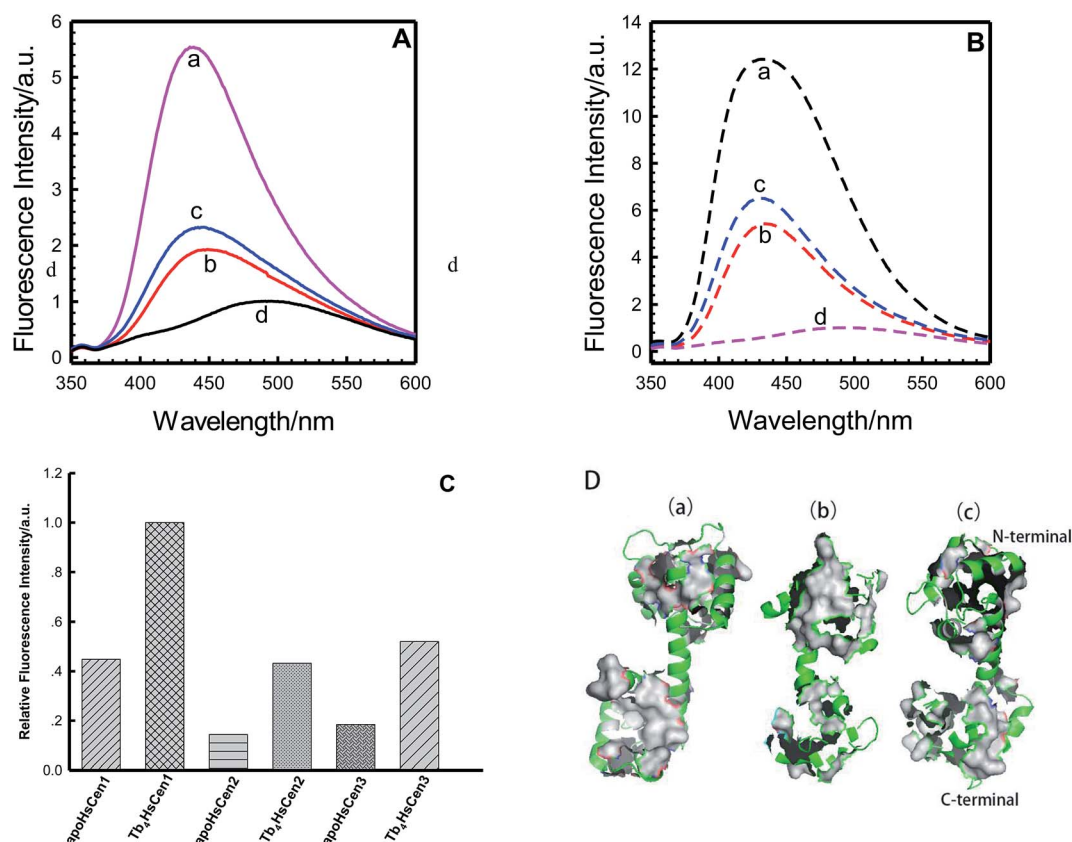 A
6
5
4
3
2
1
0
Fluorescence Intensity/a.u.
a
c
b
d
350 400 450 500 550 600
Wavelength/nm
d
d
B
14
12
10
8
6
4
2
0
Fluorescence Intensity/a.u.
a
c
b
d
350 400 450 500 550 600
Wavelength/nm
C
1.2
1.0
.8
.6
.4
.2
0.0
Relative Fluorescence Intensity/a.u.
apoHsCen1
Tb4HsCen1
apoHsCen2
Tb4HsCen2
apoHsCen3
Tb4HsCen3
D
(a) (b) (c)
N-terminal
C-terminal